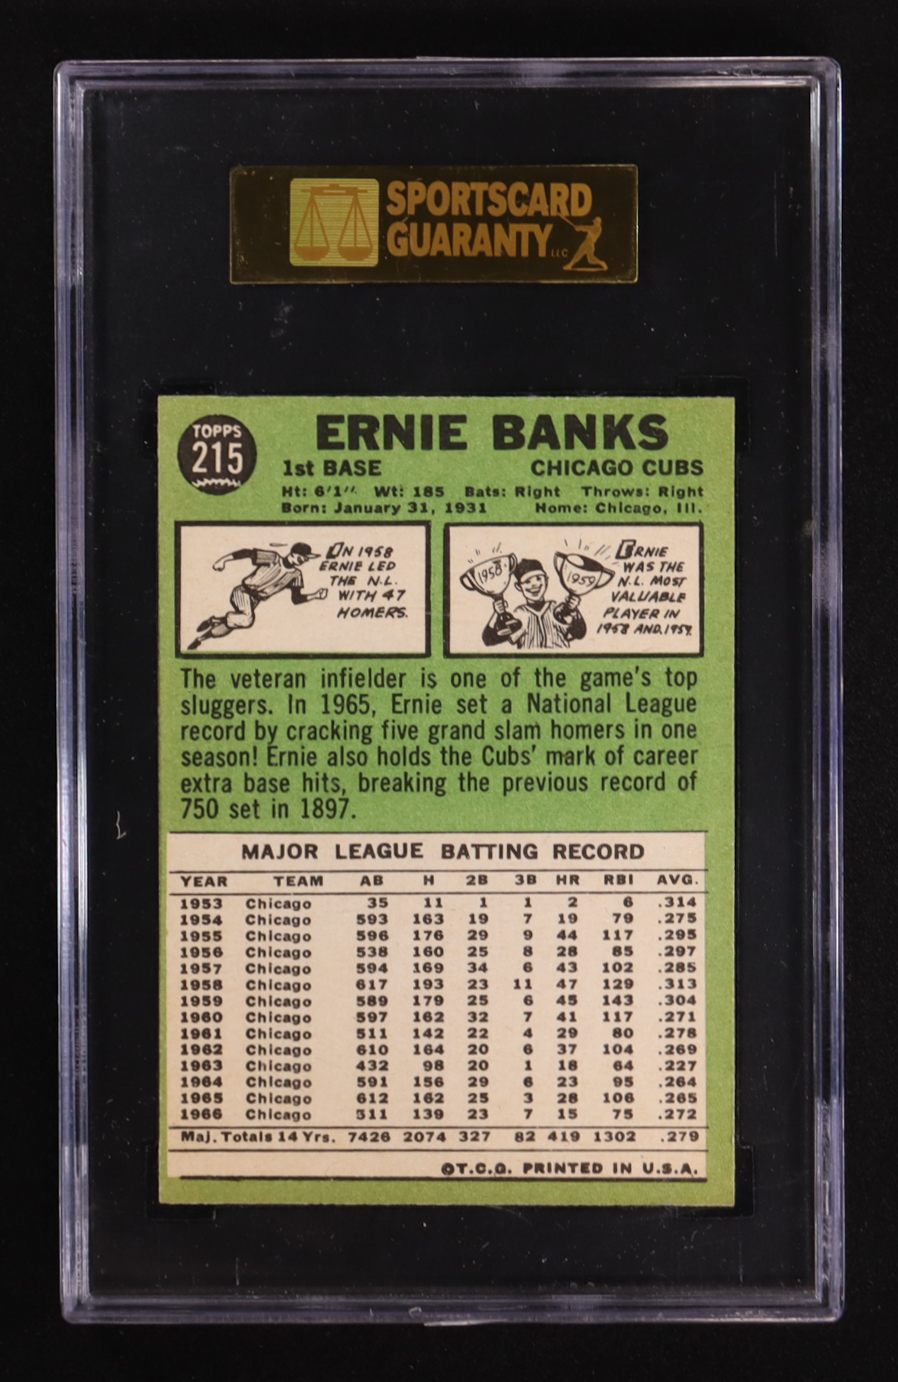 SPORTSCARD
GUARANTY LLC
TOPPS
215
ERNIE BANKS
1st BASE CHICAGO CUBS
Ht: 6'1" Wt: 185 Bats: Right Throws: Right
Born: January 31, 1931 Home: Chicago, Ill.
IN 1958
ERNIE LED
THE N.L.
WITH 47
HOMERS.
1958
1959
ERNIE
WAS THE
N.L. MOST
VALUABLE
PLAYER IN
1958 AND 1959.
The veteran infielder is one of the game's top
sluggers. In 1965, Ernie set a National League
record by cracking five grand slam homers in one
season! Ernie also holds the Cubs' mark of career
extra base hits, breaking the previous record of
750 set in 1897.
MAJOR LEAGUE BATTING RECORD
YEAR TEAM AB H 2B 3B HR RBI AVG.
1953 Chicago 35 11 1 1 2 6 .314
1954 Chicago 593 163 19 7 19 79 .275
1955 Chicago 596 176 29 9 44 117 .295
1956 Chicago 538 160 25 8 28 85 .297
1957 Chicago 594 169 34 6 43 102 .285
1958 Chicago 617 193 23 11 47 129 .313
1959 Chicago 589 179 25 6 45 143 .304
1960 Chicago 597 162 32 7 41 117 .271
1961 Chicago 511 142 22 4 29 80 .278
1962 Chicago 610 164 20 6 37 104 .269
1963 Chicago 432 98 20 1 18 64 .227
1964 Chicago 591 156 29 6 23 95 .264
1965 Chicago 612 162 25 3 28 106 .265
1966 Chicago 511 139 23 7 15 75 .272
Maj. Totals 14 Yrs. 7426 2074 327 82 419 1302 .279
©T.C.G. PRINTED IN U.S.A.